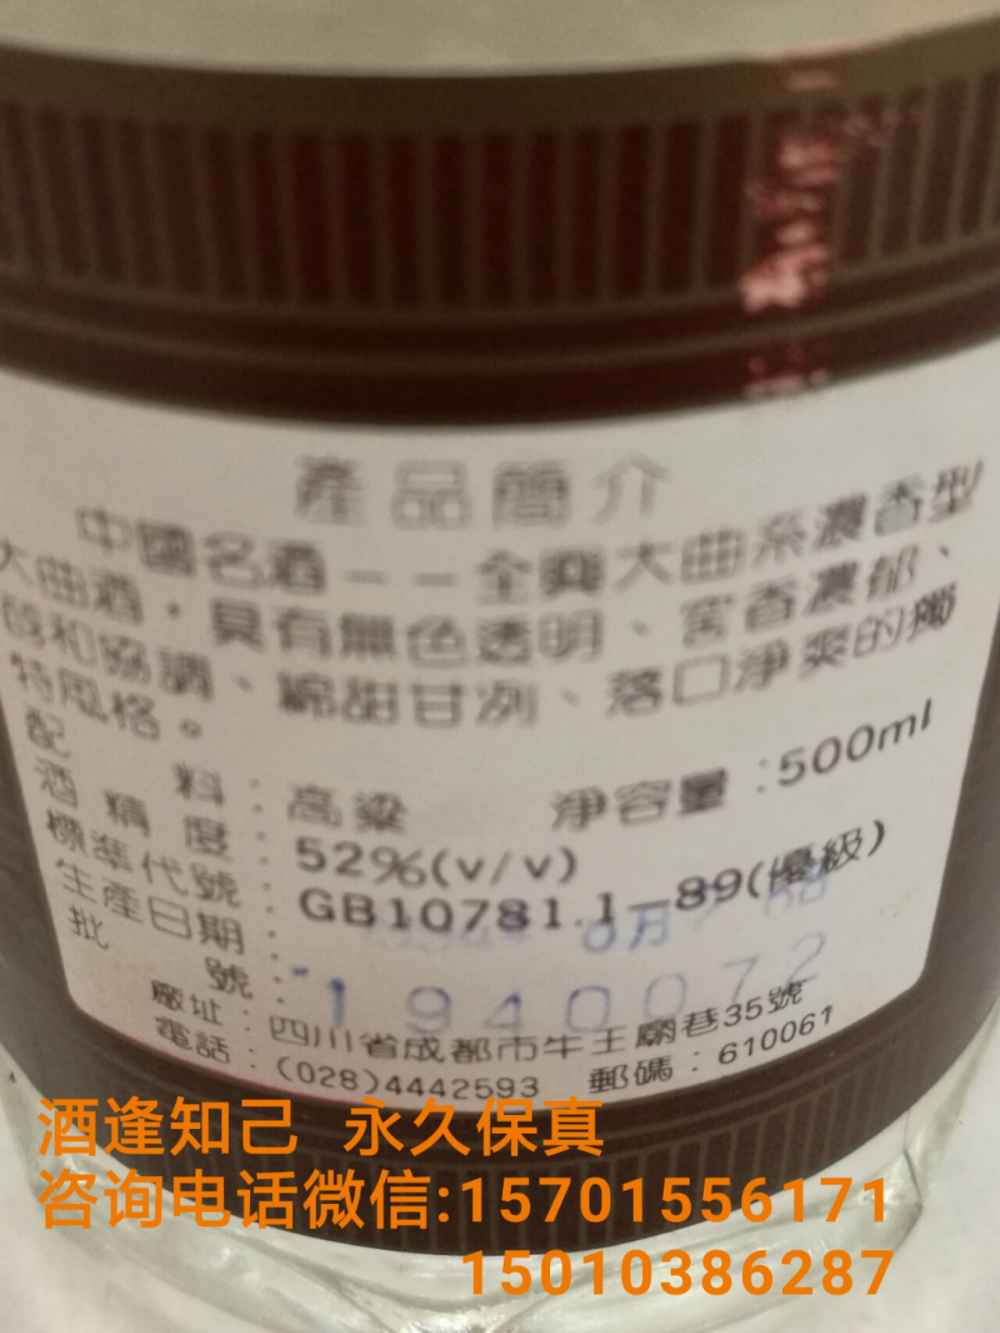 產品簡介
中國名酒——全興大曲系濃香型
大曲酒，具有無色透明、窖香濃郁、
醇和協調、綿甜甘洌、落口淨爽的獨
特風格。
配料：高粱 淨容量：500ml
酒精度：52%(v/v)
標準代號：GB10781.1—89(優級)
生產日期：
批號：1940072
廠址：四川省成都市牛王廟巷35號
電話：(028)4442593 郵碼：610061
酒逢知己 永久保真
咨询电话微信:15701556171
15010386287